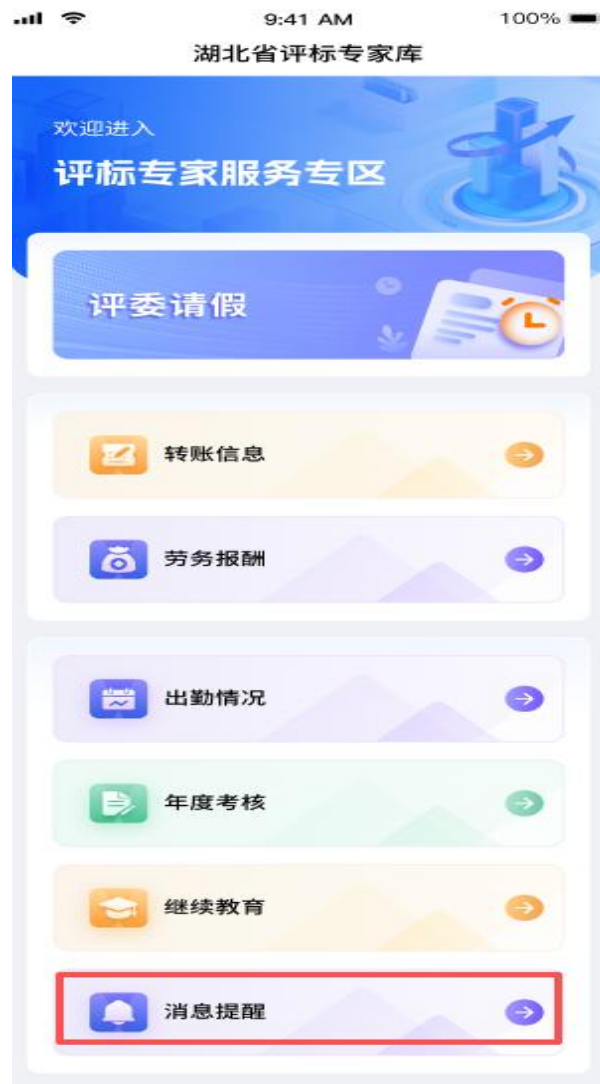 9:41 AM
100%
湖北省评标专家库
欢迎进入
评标专家服务专区
评委请假
转账信息
劳务报酬
出勤情况
年度考核
继续教育
消息提醒